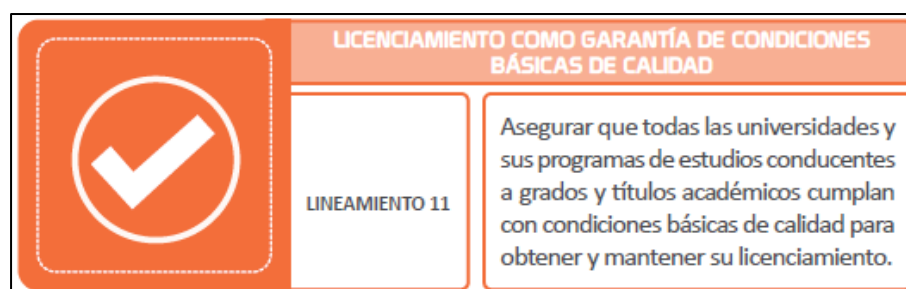 LICENCIAMIENTO COMO GARANTÍA DE CONDICIONES
BÁSICAS DE CALIDAD
LINEAMIENTO 11
Asegurar que todas las universidades y
sus programas de estudios conducentes
a grados y títulos académicos cumplan
con condiciones básicas de calidad para
obtener y mantener su licenciamiento.